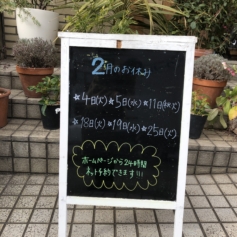 2月のお休み
★4日(火)★5日(水)★11日(祝火)
★18日(火)★19日(水)★25日(火)
ホームページから24時間
ネット予約できます!!!